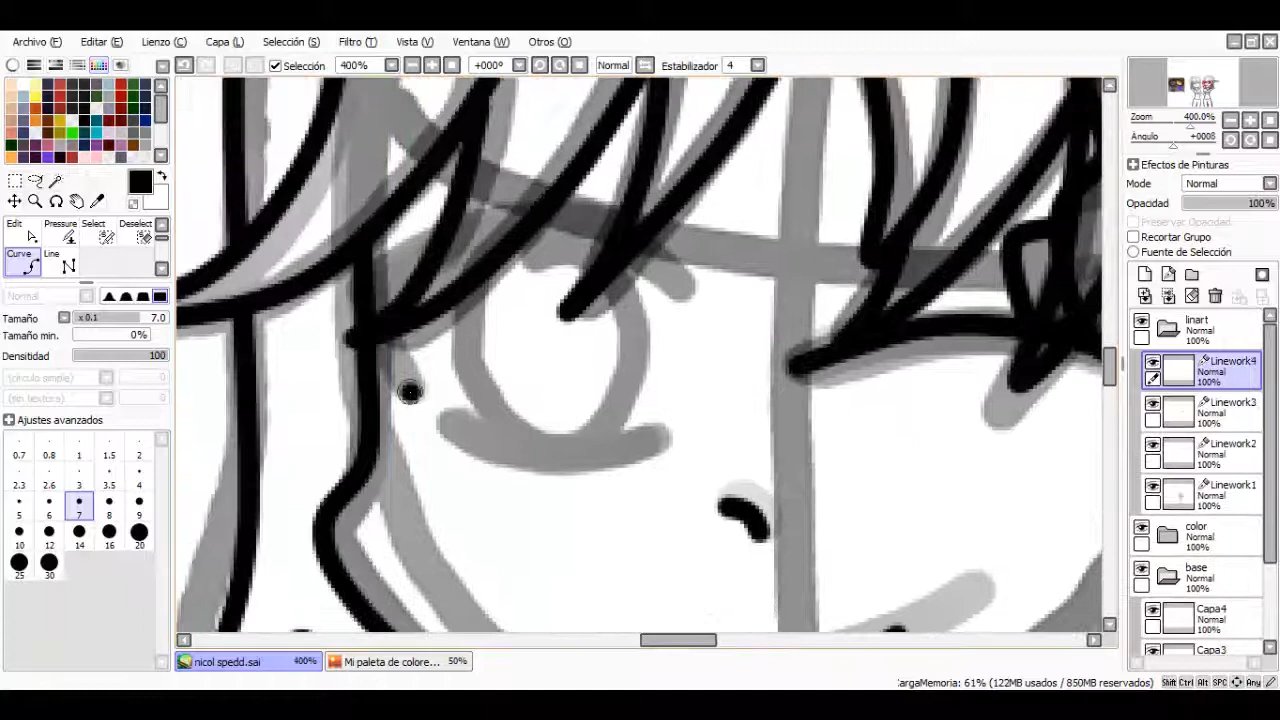 Archivo (F) Editar (E) Lienzo (C) Capa (L) Selección (S) Filtro (T) Vista (V) Ventana (W) Otros (O)
Selección 400% +000º Normal Estabilizador 4
Zoom 400.0%
Ángulo +000ß
Efectos de Pinturas
Mode Normal
Opacidad 100%
Preservar Opacidad.
Recortar Grupo
Fuente de Selección
Edit Pressure Select Deselect
Curve Line
Normal
Tamaño x 0.1 7.0
Tamaño min. 0%
Densitidad 100
(círculo simple) 0
(sin textura) 0
Ajustes avanzados
0.7 0.8 1 1.5 2
2.3 2.6 3 3.5 4
5 6 7 8 9
10 12 14 16 20
25 30
linart
Normal
100%
Linework4
Normal
100%
Linework3
Normal
100%
Linework2
Normal
100%
Linework1
Normal
100%
color
Normal
100%
base
Normal
100%
Capa4
Normal
100%
Capa3
nicol spedd.sai 400% Mi paleta de colore... 50%
argaMemoria: 61% (122MB usados / 850MB reservados) Shift Ctrl Alt SPC Any